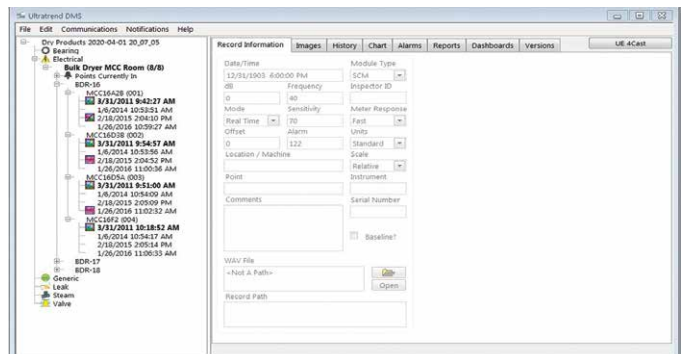 Ultratrend DMS
File Edit Communications Notifications Help
Dry Products 2020-04-01 20_07_05
Bearing
Electrical
Bulk Dryer MCC Room (8/8)
Points Currently In
BDR-16
MCC16A2B (001)
3/31/2011 9:42:27 AM
1/6/2014 10:53:51 AM
2/18/2015 2:04:10 PM
1/26/2016 10:59:27 AM
MCC16D3B (002)
3/31/2011 9:54:57 AM
1/6/2014 10:53:56 AM
2/18/2015 2:04:52 PM
1/26/2016 11:00:36 AM
MCC16D5A (003)
3/31/2011 9:51:00 AM
1/6/2014 10:54:09 AM
2/18/2015 2:05:09 PM
1/26/2016 11:02:32 AM
MCC16F2 (004)
3/31/2011 10:18:52 AM
1/6/2014 10:54:17 AM
2/18/2015 2:05:14 PM
1/26/2016 11:06:33 AM
BDR-17
BDR-18
Generic
Leak
Steam
Valve
Record Information Images History Chart Alarms Reports Dashboards Versions
UE 4Cast
Date/Time Module Type
12/31/1903 6:00:00 PM SCM
dB Frequency Inspector ID
0 40
Mode Sensitivity Meter Response
Real Time 70 Fast
Offset Alarm Units
0 122 Standard
Location / Machine Scale
Relative
Point Instrument
Comments Serial Number
Baseline?
WAV File
<Not A Path>
Open
Record Path